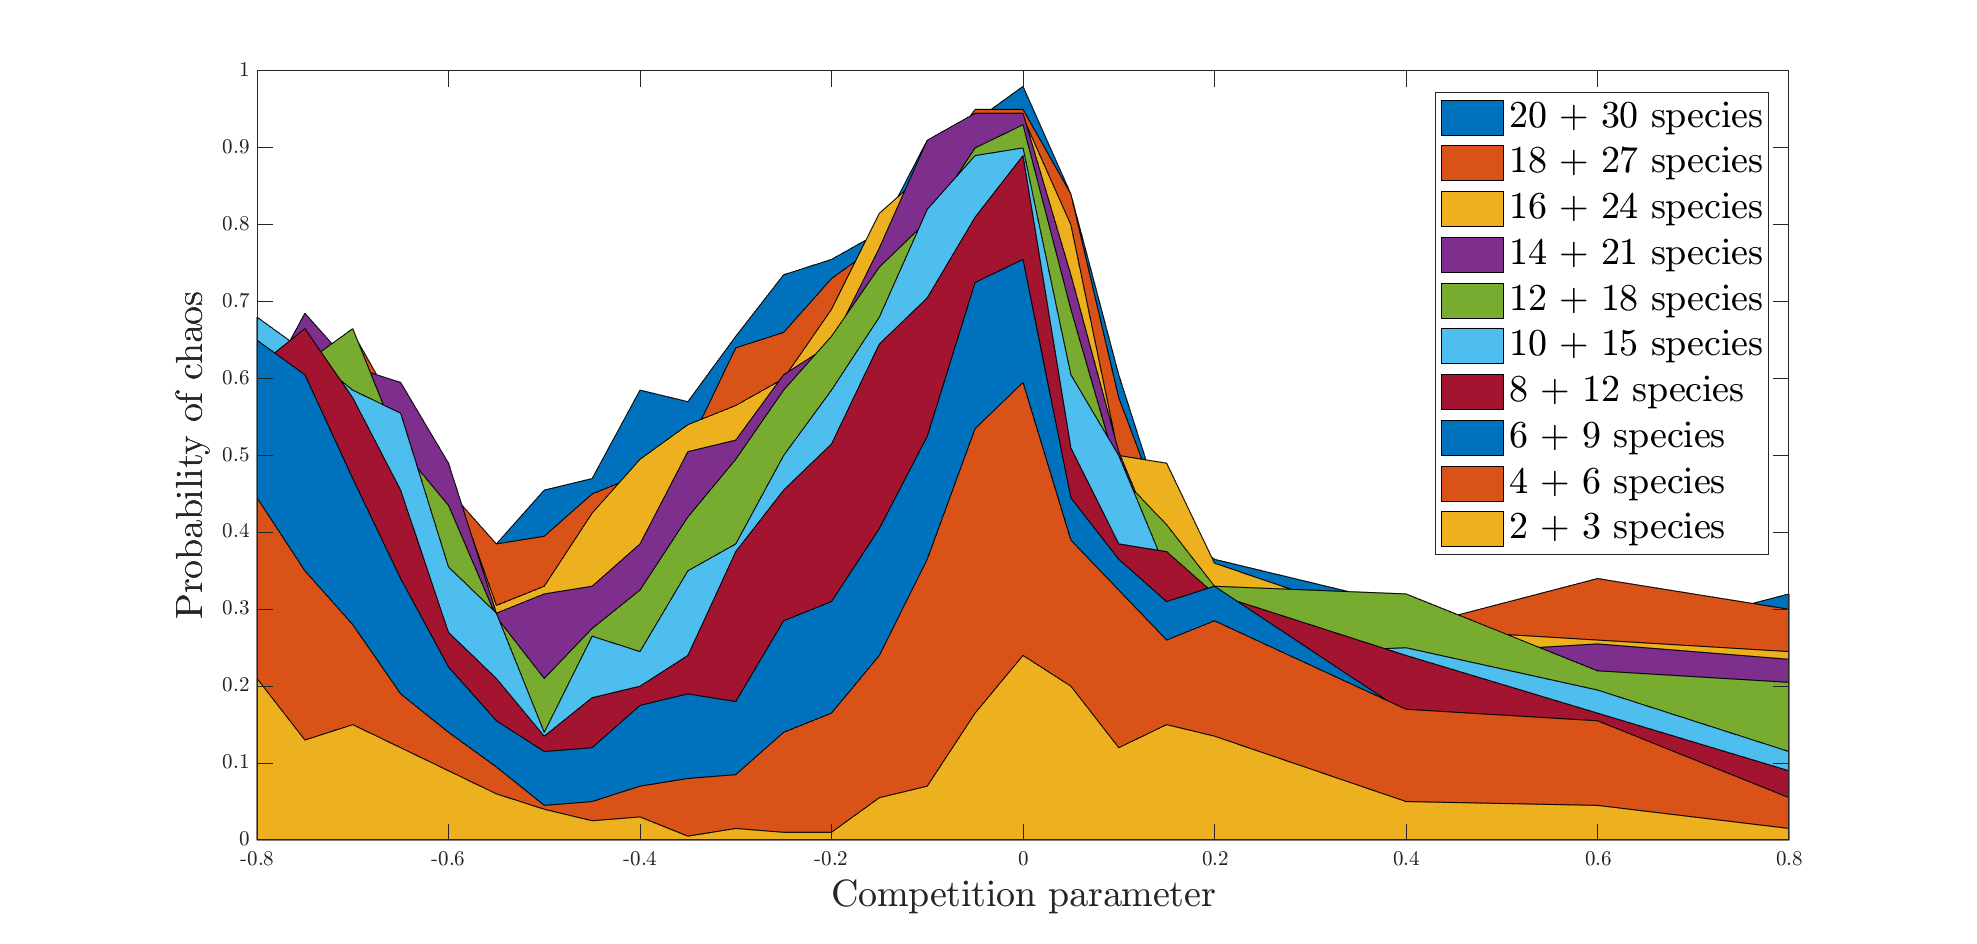 1
0.9
0.8
0.7
0.6
0.5
0.4
0.3
0.2
0.1
0
Probability of chaos
-0.8
-0.6
-0.4
-0.2
0
0.2
0.4
0.6
0.8
Competition parameter
20 + 30 species
18 + 27 species
16 + 24 species
14 + 21 species
12 + 18 species
10 + 15 species
8 + 12 species
6 + 9 species
4 + 6 species
2 + 3 species